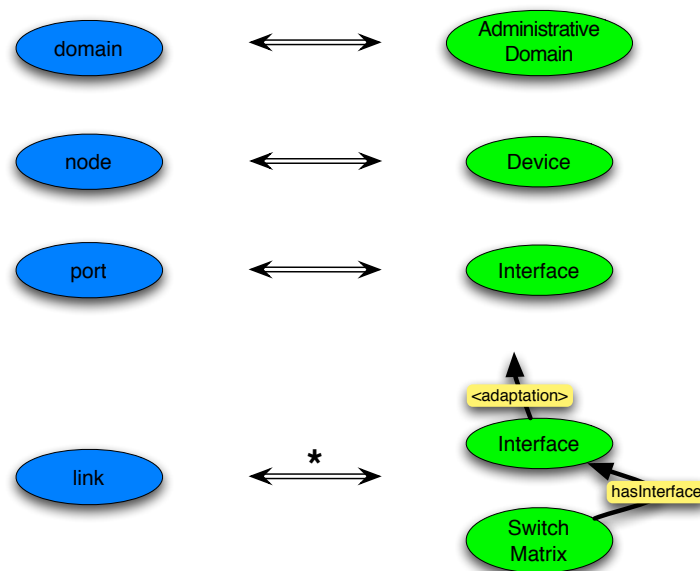 domain
Administrative
Domain
node
Device
port
Interface
<adaptation>
link
*
Interface
hasInterface
Switch
Matrix